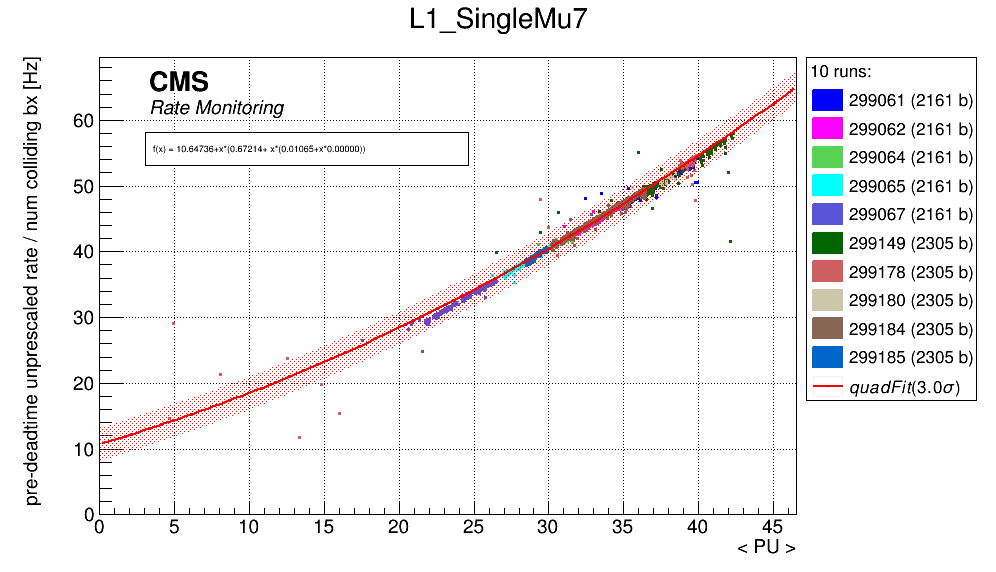 L1_SingleMu7
pre-deadtime unprescaled rate / num colliding bx [Hz]
CMS
Rate Monitoring
f(x) = 10.64736+x*(0.67214+ x*(0.01065+x*0.00000))
60
50
40
30
20
10
0
0 5 10 15 20 25 30 35 40 45
< PU >
10 runs:
299061 (2161 b)
299062 (2161 b)
299064 (2161 b)
299065 (2161 b)
299067 (2161 b)
299149 (2305 b)
299178 (2305 b)
299180 (2305 b)
299184 (2305 b)
299185 (2305 b)
quadFit(3.0σ)